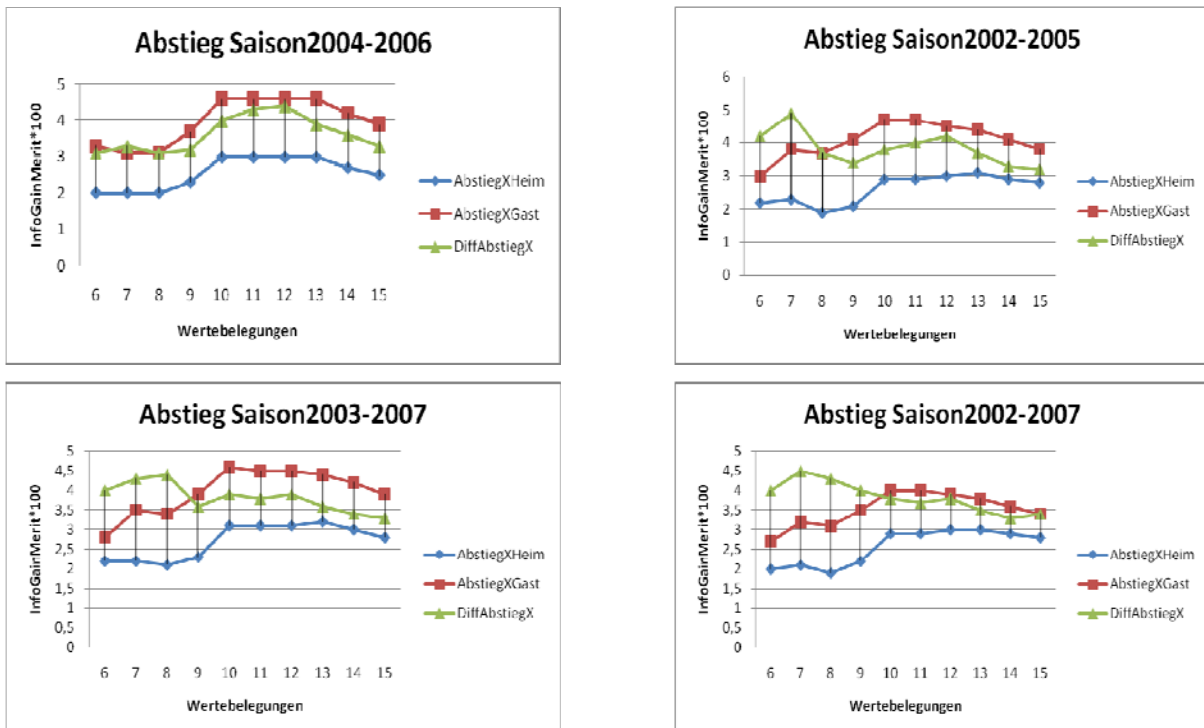 Abstieg Saison2004-2006
InfoGainMerit*100
5
4
3
2
1
0
6 7 8 9 10 11 12 13 14 15
Wertebelegungen
AbstiegXHeim
AbstiegXGast
DiffAbstiegX
Abstieg Saison2002-2005
InfoGainMerit*100
6
5
4
3
2
1
0
6 7 8 9 10 11 12 13 14 15
Wertebelegungen
AbstiegXHeim
AbstiegXGast
DiffAbstiegX
Abstieg Saison2003-2007
InfoGainMerit*100
5
4,5
4
3,5
3
2,5
2
1,5
1
0,5
0
6 7 8 9 10 11 12 13 14 15
Wertebelegungen
AbstiegXHeim
AbstiegXGast
DiffAbstiegX
Abstieg Saison2002-2007
InfoGainMerit*100
5
4,5
4
3,5
3
2,5
2
1,5
1
0,5
0
6 7 8 9 10 11 12 13 14 15
Wertebelegungen
AbstiegXHeim
AbstiegXGast
DiffAbstiegX